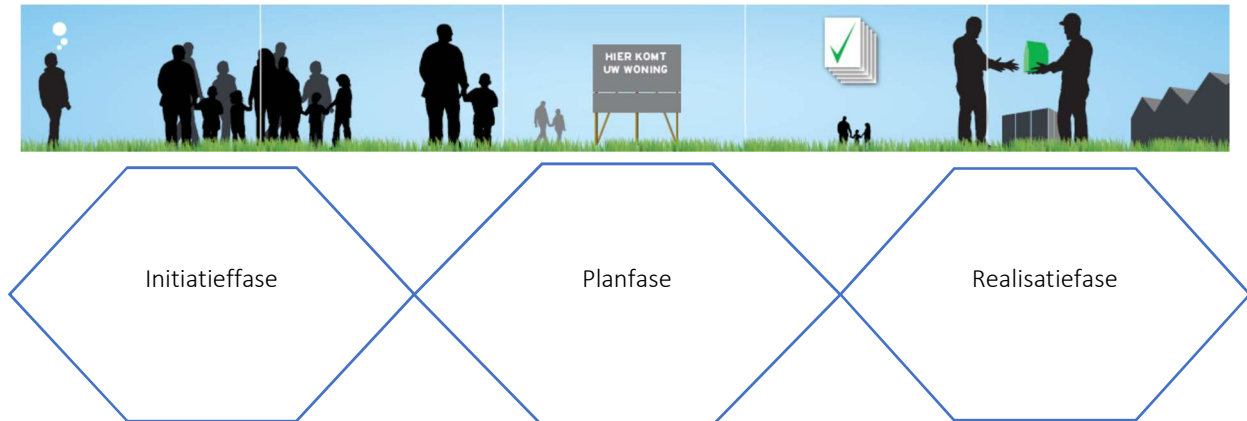 HIER KOMT
UW WONING
Initiatieffase
Planfase
Realisatiefase